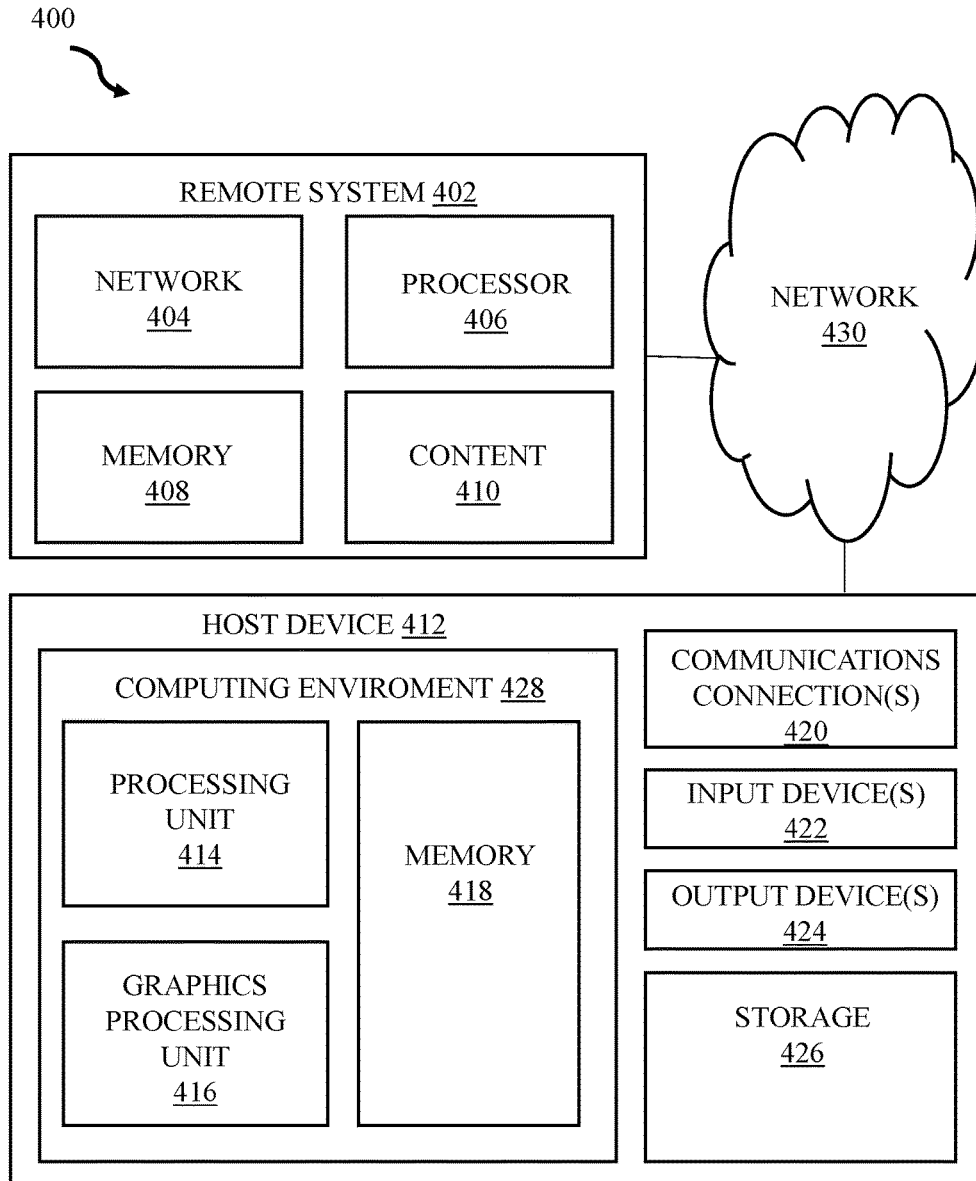 400
REMOTE SYSTEM 402
NETWORK
404
PROCESSOR
406
MEMORY
408
CONTENT
410
NETWORK
430
HOST DEVICE 412
COMPUTING ENVIROMENT 428
PROCESSING
UNIT
414
GRAPHICS
PROCESSING
UNIT
416
MEMORY
418
COMMUNICATIONS
CONNECTION(S)
420
INPUT DEVICE(S)
422
OUTPUT DEVICE(S)
424
STORAGE
426